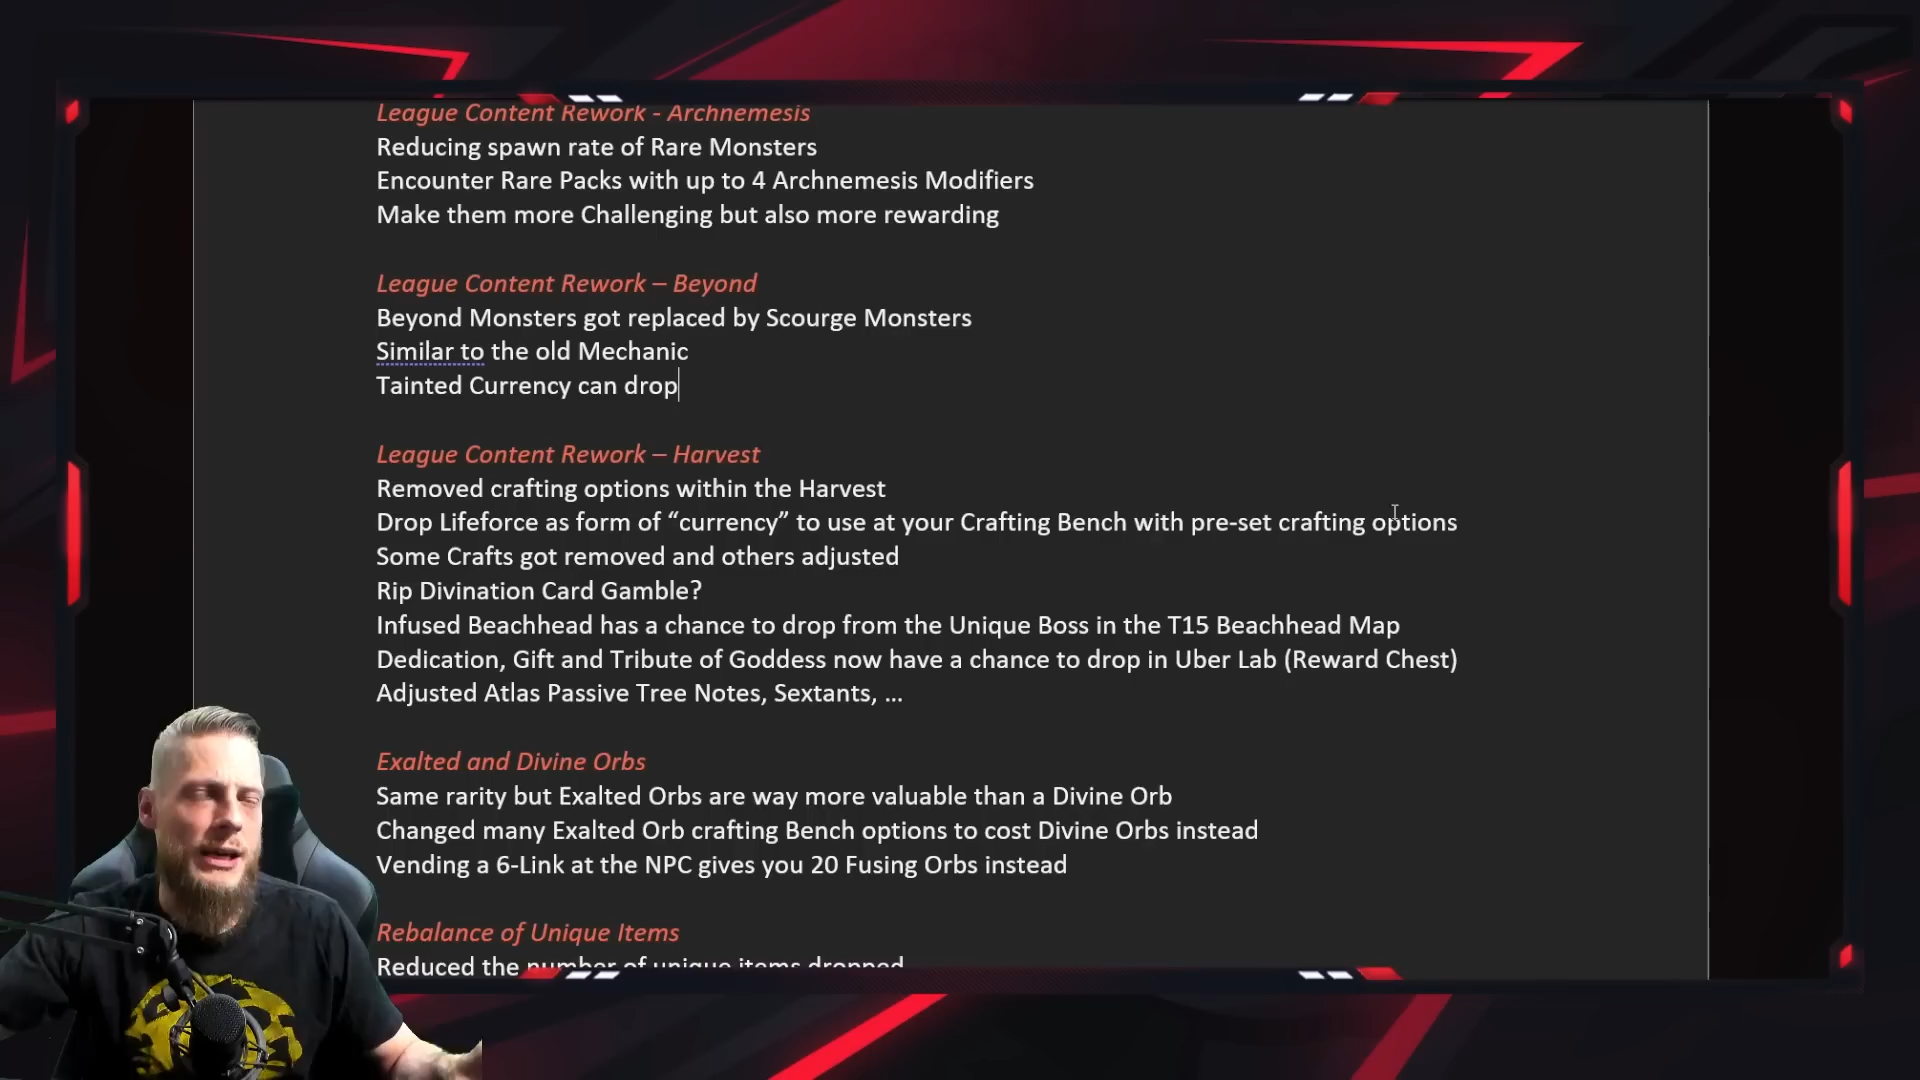 League Content Rework - Archnemesis
Reducing spawn rate of Rare Monsters
Encounter Rare Packs with up to 4 Archnemesis Modifiers
Make them more Challenging but also more rewarding
League Content Rework – Beyond
Beyond Monsters got replaced by Scourge Monsters
Similar to the old Mechanic
Tainted Currency can drop
League Content Rework – Harvest
Removed crafting options within the Harvest
Drop Lifeforce as form of “currency” to use at your Crafting Bench with pre-set crafting options
Some Crafts got removed and others adjusted
Rip Divination Card Gamble?
Infused Beachhead has a chance to drop from the Unique Boss in the T15 Beachhead Map
Dedication, Gift and Tribute of Goddess now have a chance to drop in Uber Lab (Reward Chest)
Adjusted Atlas Passive Tree Notes, Sextants, ...
Exalted and Divine Orbs
Same rarity but Exalted Orbs are way more valuable than a Divine Orb
Changed many Exalted Orb crafting Bench options to cost Divine Orbs instead
Vending a 6-Link at the NPC gives you 20 Fusing Orbs instead
Rebalance of Unique Items
Reduced the number of unique items dropped